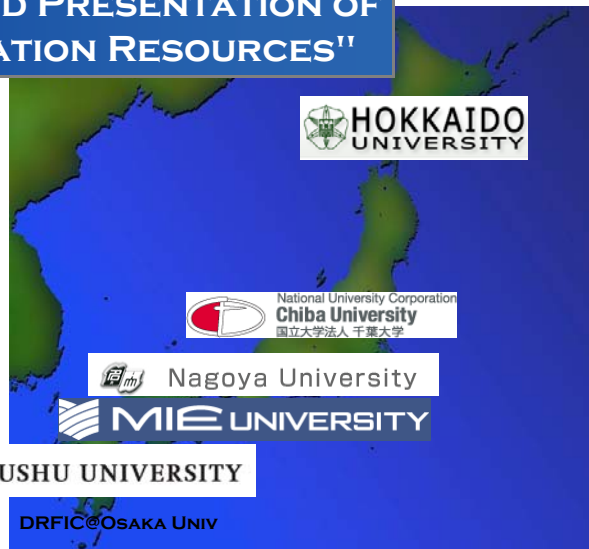 D PRESENTATION OF
ATION RESOURCES"
HOKKAIDO
UNIVERSITY
National University Corporation
Chiba University
国立大学法人 千葉大学
Nagoya University
MIE UNIVERSITY
USHU UNIVERSITY
DRFIC@OSAKA UNIV